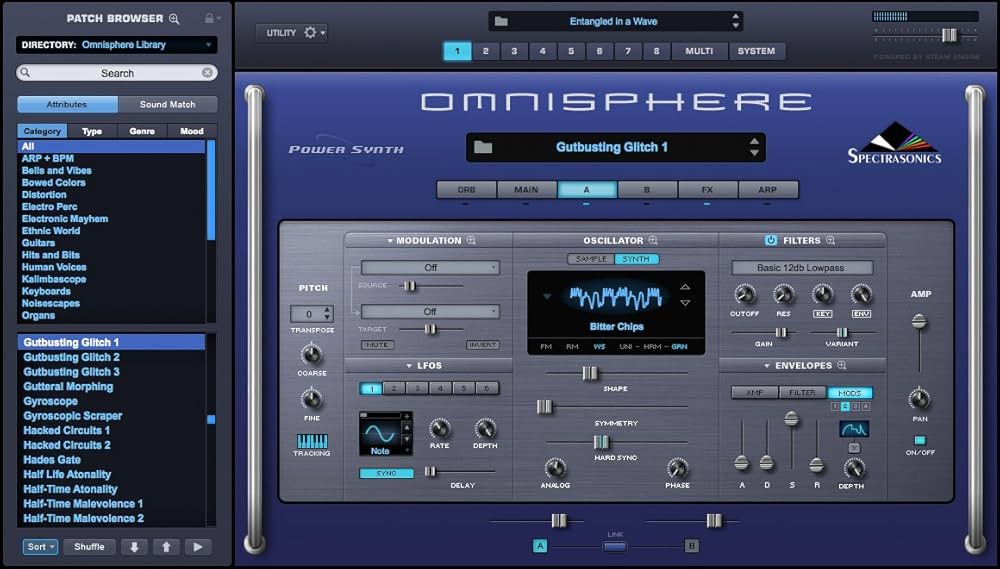 PATCH BROWSER
DIRECTORY: Omnisphere Library
Search
Attributes Sound Match
Category Type Genre Mood
All
ARP + BPM
Bells and Vibes
Bowed Colors
Distortion
Electro Perc
Electronic Mayhem
Ethnic World
Guitars
Hits and Bits
Human Voices
Kalimbascope
Keyboards
Noisescapes
Organs
Gutbusting Glitch 1
Gutbusting Glitch 2
Gutbusting Glitch 3
Gutteral Morphing
Gyroscope
Gyroscopic Scraper
Hacked Circuits 1
Hacked Circuits 2
Hades Gate
Half Life Atonality
Half-Time Atonality
Half-Time Malevolence 1
Half-Time Malevolence 2
Sort Shuffle
UTILITY
Entangled in a Wave
1 2 3 4 5 6 7 8 MULTI SYSTEM
POWERED BY STEAM ENGINE
OMNISPHERE
POWER SYNTH
Gutbusting Glitch 1
SPECTRASONICS
ORB MAIN A B FX ARP
PITCH
0
TRANSPOSE
COARSE
FINE
TRACKING
MODULATION
Off
SOURCE
Off
TARGET
MUTE INVERT
LFOS
1 2 3 4 5 6
Note
RATE DEPTH
SYNC
DELAY
OSCILLATOR
SAMPLE SYNTH
Bitter Chips
FM RM WS UNI - HRM - GRN
SHAPE
SYMMETRY
HARD SYNC
ANALOG PHASE
FILTERS
Basic 12db Lowpass
CUTOFF RES KEY ENV
GAIN VARIANT
ENVELOPES
AMP FILTER MODS
1 2 3 4
A D S R DEPTH
AMP
PAN
ON/OFF
LINK
A B